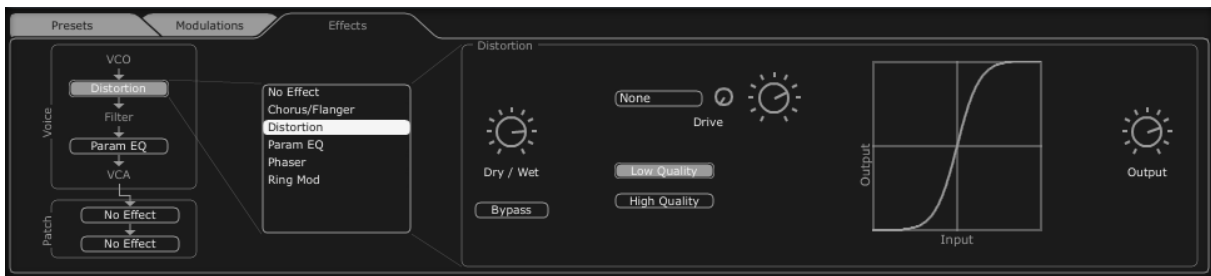 Presets Modulations Effects
Voice
VCO
Distortion
Filter
Param EQ
VCA
Patch
No Effect
No Effect
No Effect
Chorus/Flanger
Distortion
Param EQ
Phaser
Ring Mod
Distortion
Dry / Wet
Bypass
None
Drive
Low Quality
High Quality
Output
Input
Output